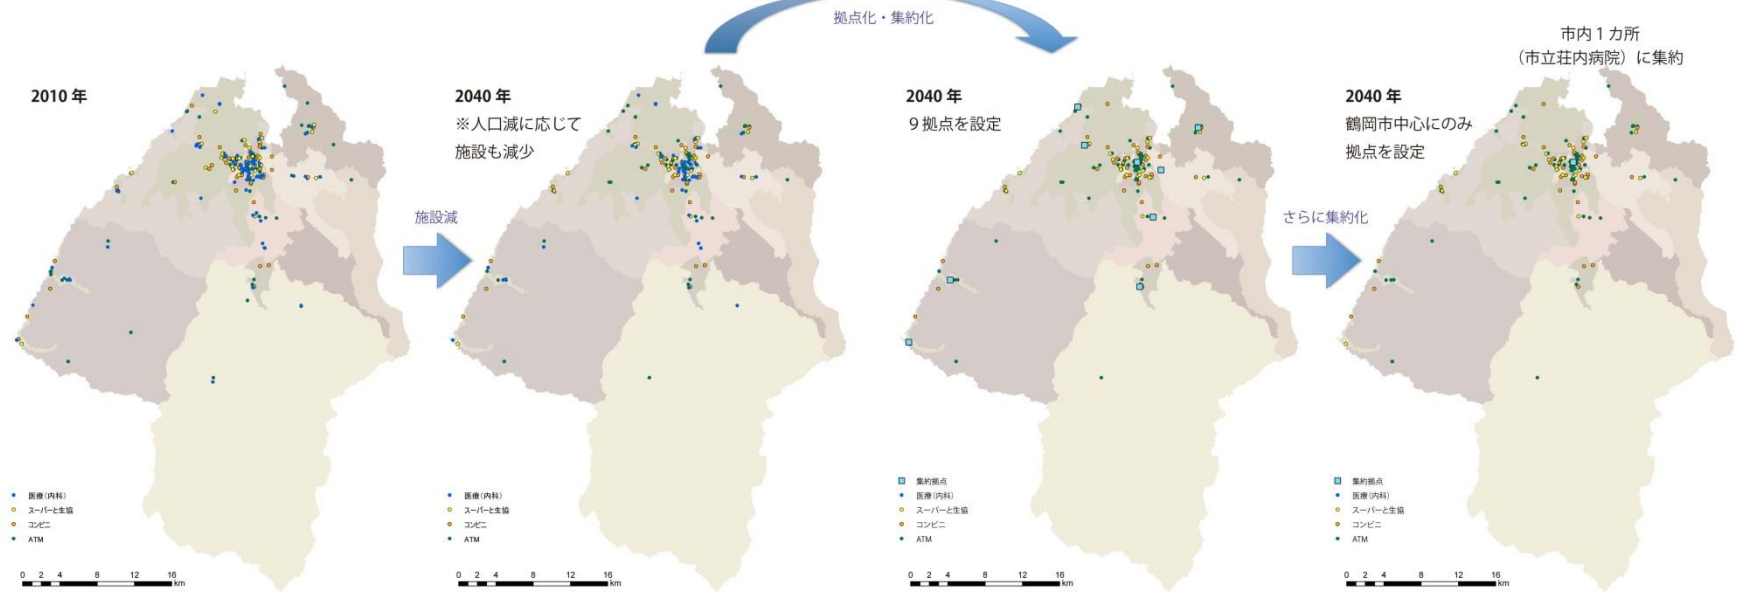 拠点化・集約化
2010 年
2040 年
※人口減に応じて
施設も減少
2040 年
９拠点を設定
市内１カ所
（市立荘内病院）に集約
2040 年
鶴岡市中心にのみ
拠点を設定
施設減
さらに集約化
医療（内科）
スーパーと生協
コンビニ
ATM
0 2 4 8 12 16
km
医療（内科）
スーパーと生協
コンビニ
ATM
0 2 4 8 12 16
km
集約拠点
医療（内科）
スーパーと生協
コンビニ
ATM
0 2 4 8 12 16
km
集約拠点
医療（内科）
スーパーと生協
コンビニ
ATM
0 2 4 8 12 16
km